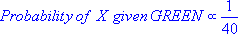 Probability of X given GREEN ∝ 1/40